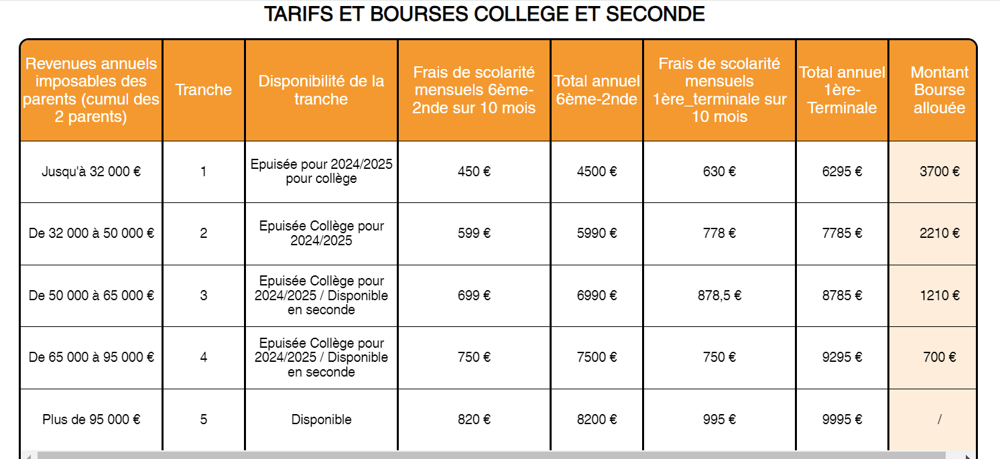 TARIFS ET BOURSES COLLEGE ET SECONDE
Revenues annuels
imposables des
parents (cumul des
2 parents)
Tranche
Disponibilité de la
tranche
Frais de scolarité
mensuels 6ème-
2nde sur 10 mois
Total annuel
6ème-2nde
Frais de scolarité
mensuels
1ère_terminale sur
10 mois
Total annuel
1ère-
Terminale
Montant
Bourse
allouée
Jusqu'à 32 000 €
1
Epuisée pour 2024/2025
pour collège
450 €
4500 €
630 €
6295 €
3700 €
De 32 000 à 50 000 €
2
Epuisée Collège pour
2024/2025
599 €
5990 €
778 €
7785 €
2210 €
De 50 000 à 65 000 €
3
Epuisée Collège pour
2024/2025 / Disponible
en seconde
699 €
6990 €
878,5 €
8785 €
1210 €
De 65 000 à 95 000 €
4
Epuisée Collège pour
2024/2025 / Disponible
en seconde
750 €
7500 €
750 €
9295 €
700 €
Plus de 95 000 €
5
Disponible
820 €
8200 €
995 €
9995 €
/